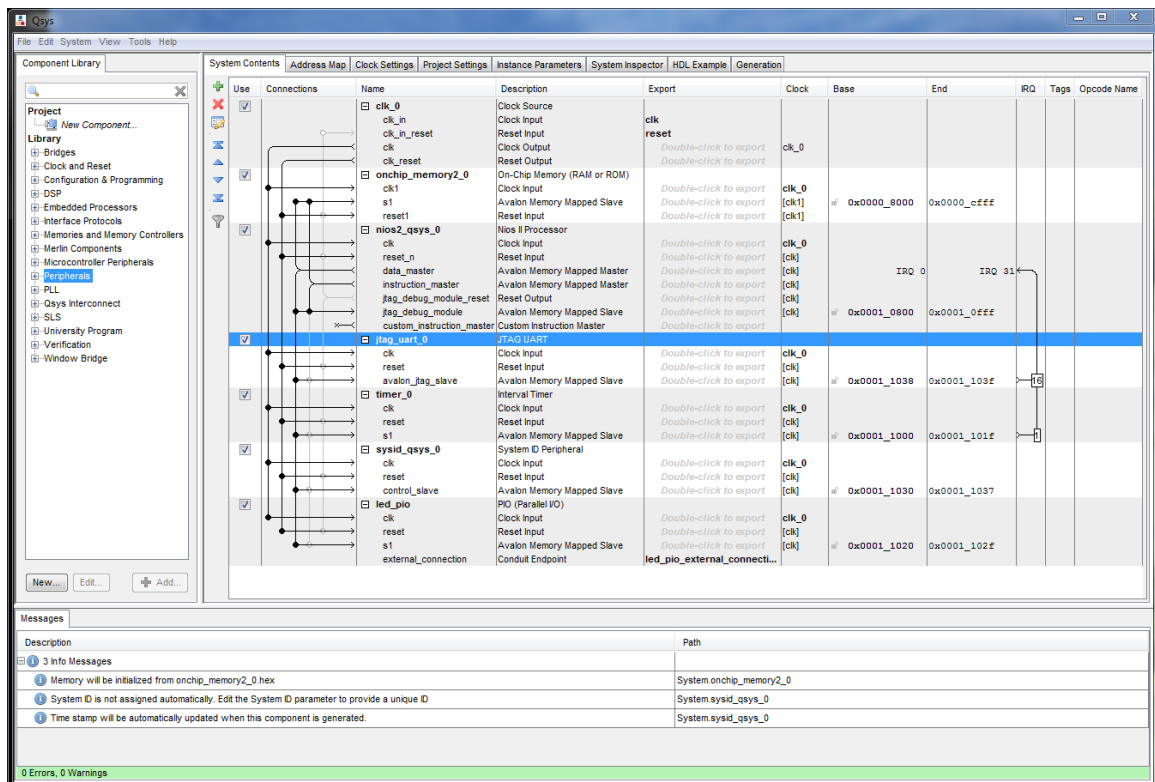 Qsys
File Edit System View Tools Help
Component Library
Project
New Component...
Library
Bridges
Clock and Reset
Configuration & Programming
DSP
Embedded Processors
Interface Protocols
Memories and Memory Controllers
Merlin Components
Microcontroller Peripherals
Peripherals
PLL
Qsys Interconnect
SLS
University Program
Verification
Window Bridge
New... Edit... Add...
System Contents Address Map Clock Settings Project Settings Instance Parameters System Inspector HDL Example Generation
Use Connections Name Description Export Clock Base End IRQ Tags Opcode Name
clk_0 Clock Source
clk_in Clock Input clk
clk_in_reset Reset Input reset
clk Clock Output Double-click to export clk_0
clk_reset Reset Output Double-click to export
onchip_memory2_0 On-Chip Memory (RAM or ROM)
clk1 Clock Input Double-click to export clk_0
s1 Avalon Memory Mapped Slave Double-click to export [clk1] 0x0000_8000 0x0000_cfff
reset1 Reset Input Double-click to export [clk1]
nios2_qsys_0 Nios II Processor
clk Clock Input Double-click to export clk_0
reset_n Reset Input Double-click to export [clk]
data_master Avalon Memory Mapped Master Double-click to export [clk] IRQ 0 IRQ 31
instruction_master Avalon Memory Mapped Master Double-click to export [clk]
jtag_debug_module_reset Reset Output Double-click to export [clk]
jtag_debug_module Avalon Memory Mapped Slave Double-click to export [clk] 0x0001_0800 0x0001_0fff
custom_instruction_master Custom Instruction Master Double-click to export
jtag_uart_0 JTAG UART
clk Clock Input Double-click to export clk_0
reset Reset Input Double-click to export [clk]
avalon_jtag_slave Avalon Memory Mapped Slave Double-click to export [clk] 0x0001_1038 0x0001_103f 16
timer_0 Interval Timer
clk Clock Input Double-click to export clk_0
reset Reset Input Double-click to export [clk]
s1 Avalon Memory Mapped Slave Double-click to export [clk] 0x0001_1000 0x0001_101f 1
sysid_qsys_0 System ID Peripheral
clk Clock Input Double-click to export clk_0
reset Reset Input Double-click to export [clk]
control_slave Avalon Memory Mapped Slave Double-click to export [clk] 0x0001_1030 0x0001_1037
led_pio PIO (Parallel I/O)
clk Clock Input Double-click to export clk_0
reset Reset Input Double-click to export [clk]
s1 Avalon Memory Mapped Slave Double-click to export [clk] 0x0001_1020 0x0001_102f
external_connection Conduit Endpoint led_pio_external_connecti...
Messages
Description Path
3 Info Messages
Memory will be initialized from onchip_memory2_0.hex System.onchip_memory2_0
System ID is not assigned automatically. Edit the System ID parameter to provide a unique ID System.sysid_qsys_0
Time stamp will be automatically updated when this component is generated. System.sysid_qsys_0
0 Errors, 0 Warnings